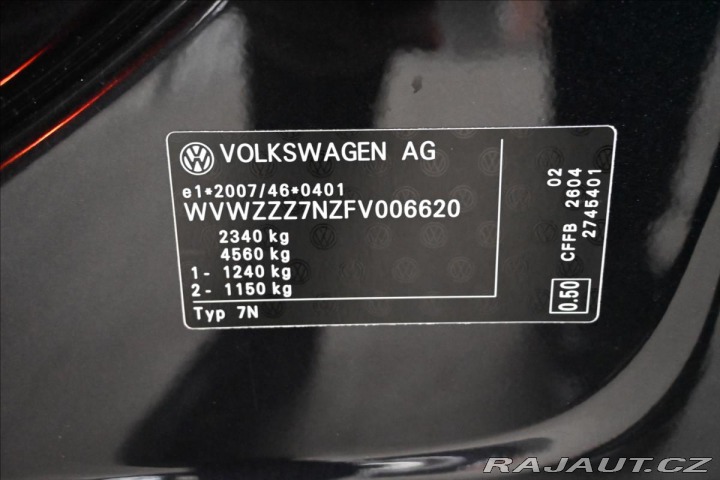 VOLKSWAGEN AG
e1*2007/46*0401
WVWZZZ7NZFV006620
2340 kg
4560 kg
1 - 1240 kg
2 - 1150 kg
Typ 7N
02
CFFB 2604
2745401
0.50
RAJAUT.CZ